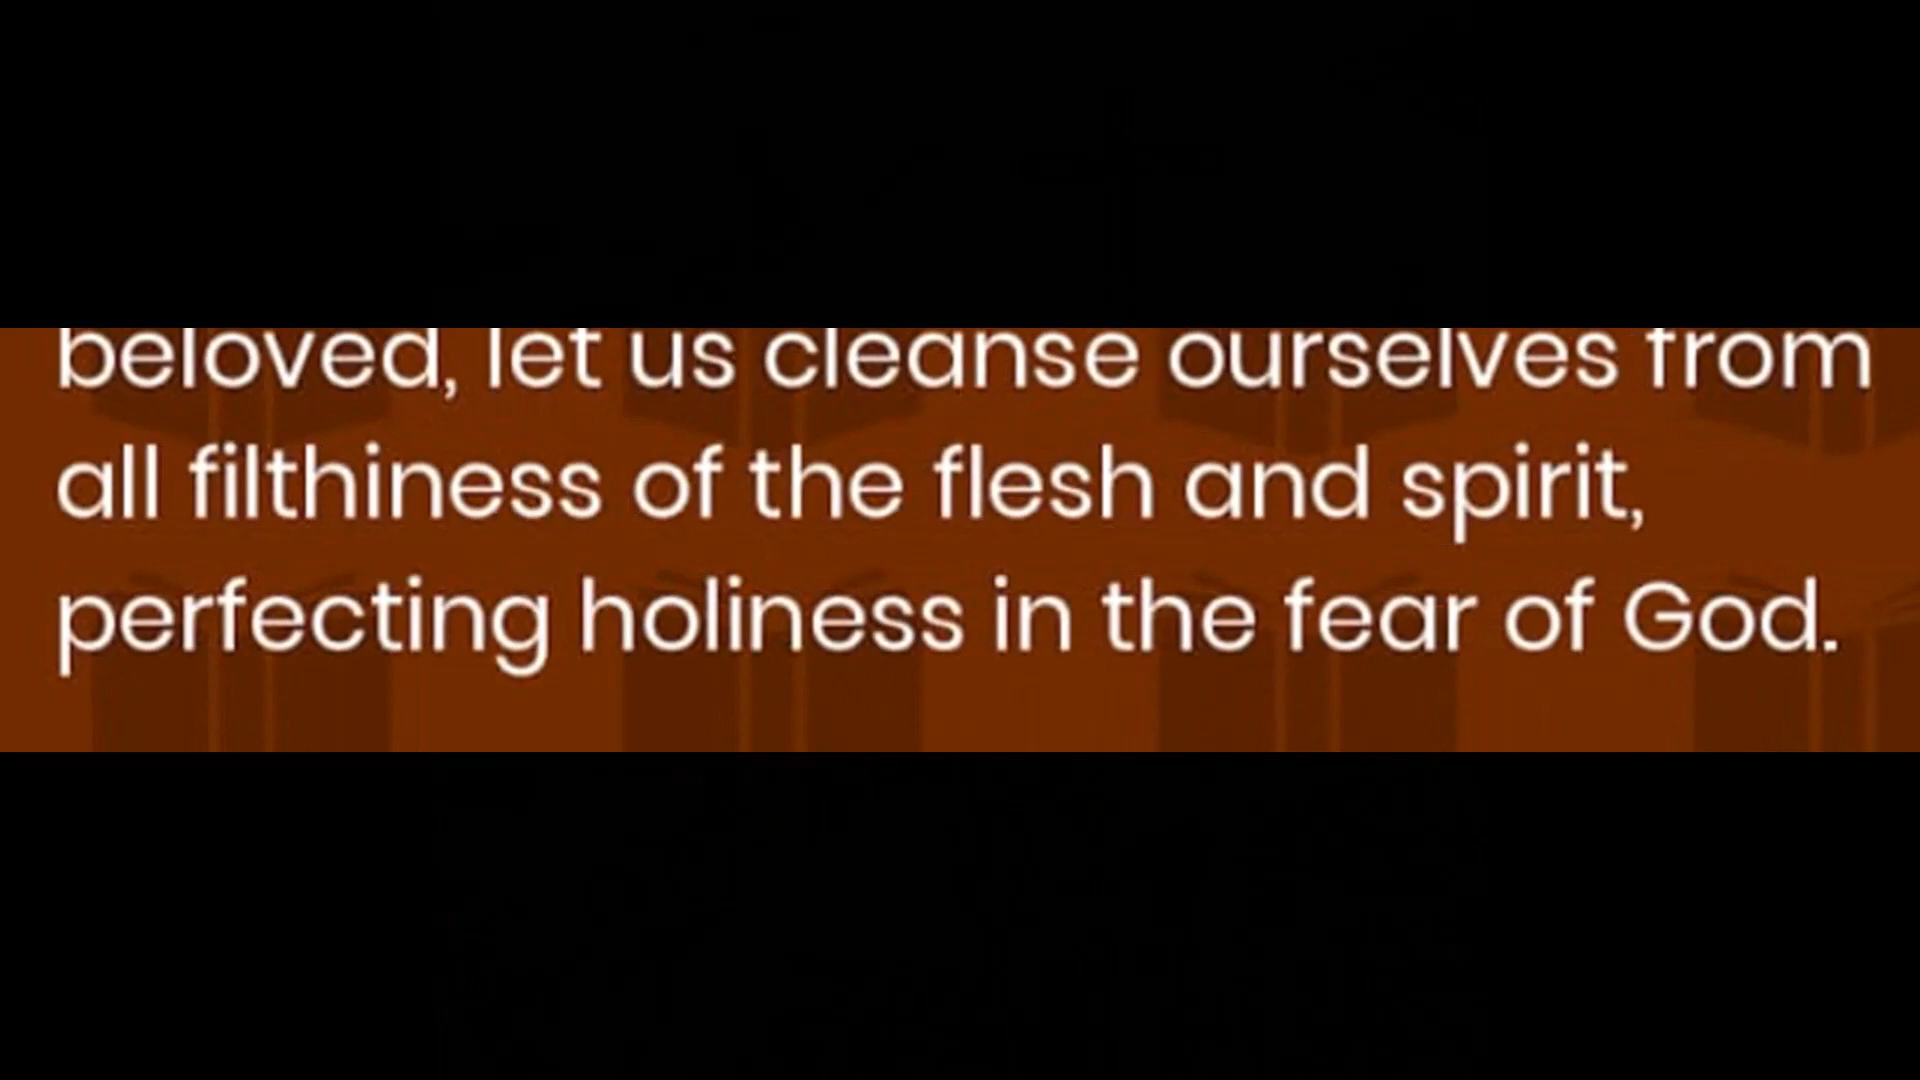 beloved, let us cleanse ourselves from
all filthiness of the flesh and spirit,
perfecting holiness in the fear of God.